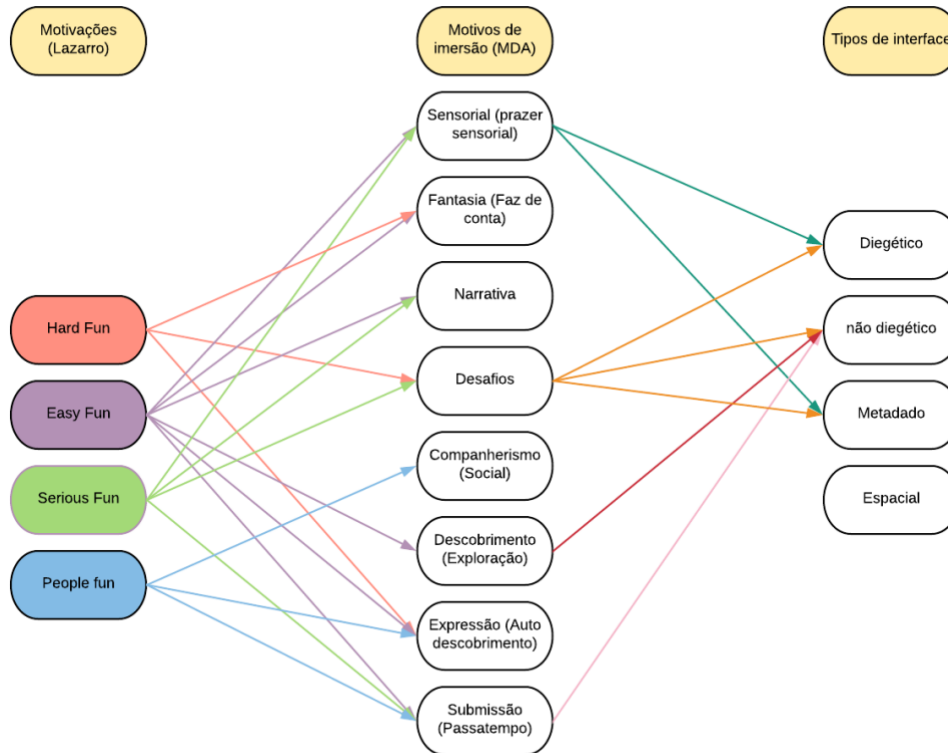 Motivações
(Lazarro)
Motivos de
imersão (MDA)
Tipos de interface
Sensorial (prazer
sensorial)
Fantasia (Faz de
conta)
Narrativa
Desafios
Companherismo
(Social)
Descobrimento
(Exploração)
Expressão (Auto
descobrimento)
Submissão
(Passatempo)
Hard Fun
Easy Fun
Serious Fun
People fun
Diegético
não diegético
Metadado
Espacial